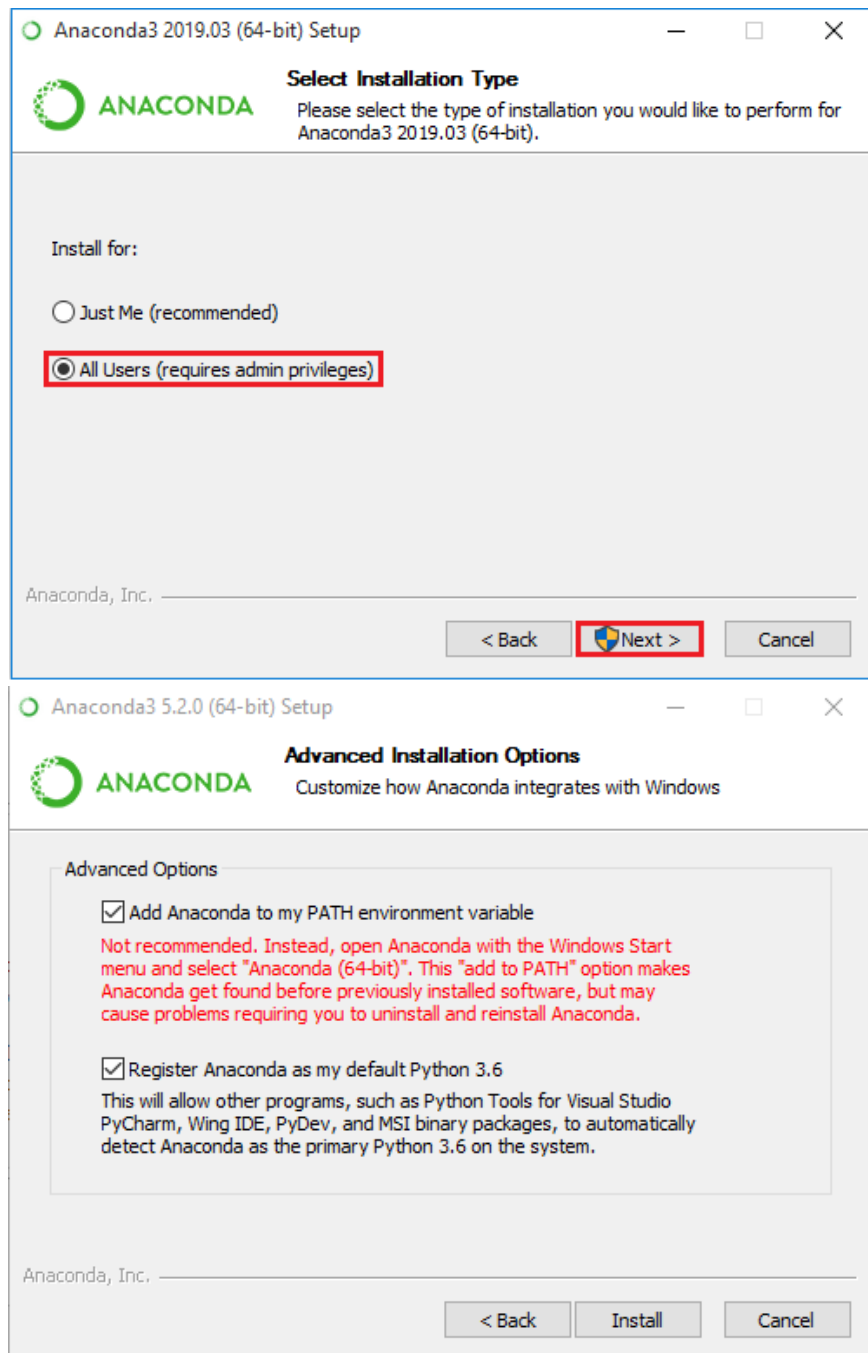 Anaconda3 2019.03 (64-bit) Setup
ANACONDA
Select Installation Type
Please select the type of installation you would like to perform for
Anaconda3 2019.03 (64-bit).
Install for:
Just Me (recommended)
All Users (requires admin privileges)
Anaconda, Inc.
< Back
Next >
Cancel
Anaconda3 5.2.0 (64-bit) Setup
ANACONDA
Advanced Installation Options
Customize how Anaconda integrates with Windows
Advanced Options
Add Anaconda to my PATH environment variable
Not recommended. Instead, open Anaconda with the Windows Start
menu and select "Anaconda (64-bit)". This "add to PATH" option makes
Anaconda get found before previously installed software, but may
cause problems requiring you to uninstall and reinstall Anaconda.
Register Anaconda as my default Python 3.6
This will allow other programs, such as Python Tools for Visual Studio
PyCharm, Wing IDE, PyDev, and MSI binary packages, to automatically
detect Anaconda as the primary Python 3.6 on the system.
Anaconda, Inc.
< Back
Install
Cancel